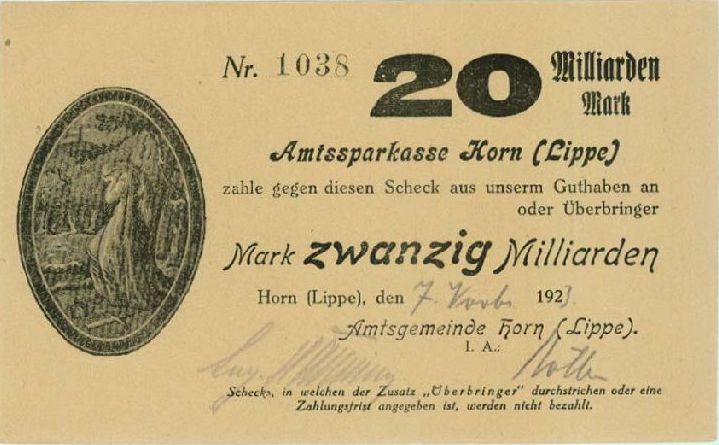 Nr. 1038 20 Milliarden
Mark
Amtssparkasse Horn (Lippe)
zahle gegen diesen Scheck aus unserm Guthaben an
oder Überbringer
Mark zwanzig Milliarden
Horn (Lippe), den 7. Novbr 1923.
Amtsgemeinde Horn (Lippe).
I. A.:
Schecks, in welchen der Zusatz „Überbringer" durchstrichen oder eine
Zahlungsfrist angegeben ist, werden nicht bezahlt.